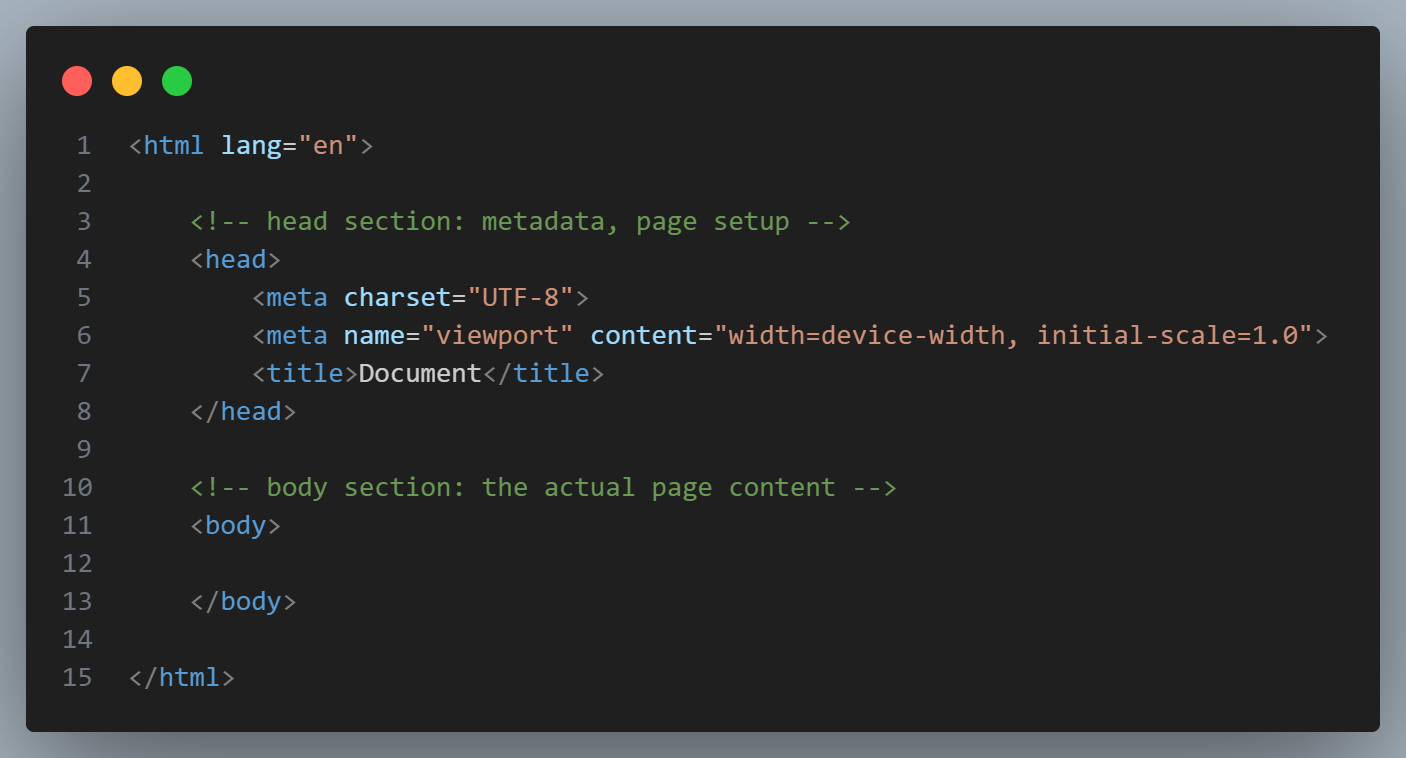 1 <html lang="en">
2
3 <!-- head section: metadata, page setup -->
4 <head>
5 <meta charset="UTF-8">
6 <meta name="viewport" content="width=device-width, initial-scale=1.0">
7 <title>Document</title>
8 </head>
9
10 <!-- body section: the actual page content -->
11 <body>
12
13 </body>
14
15 </html>